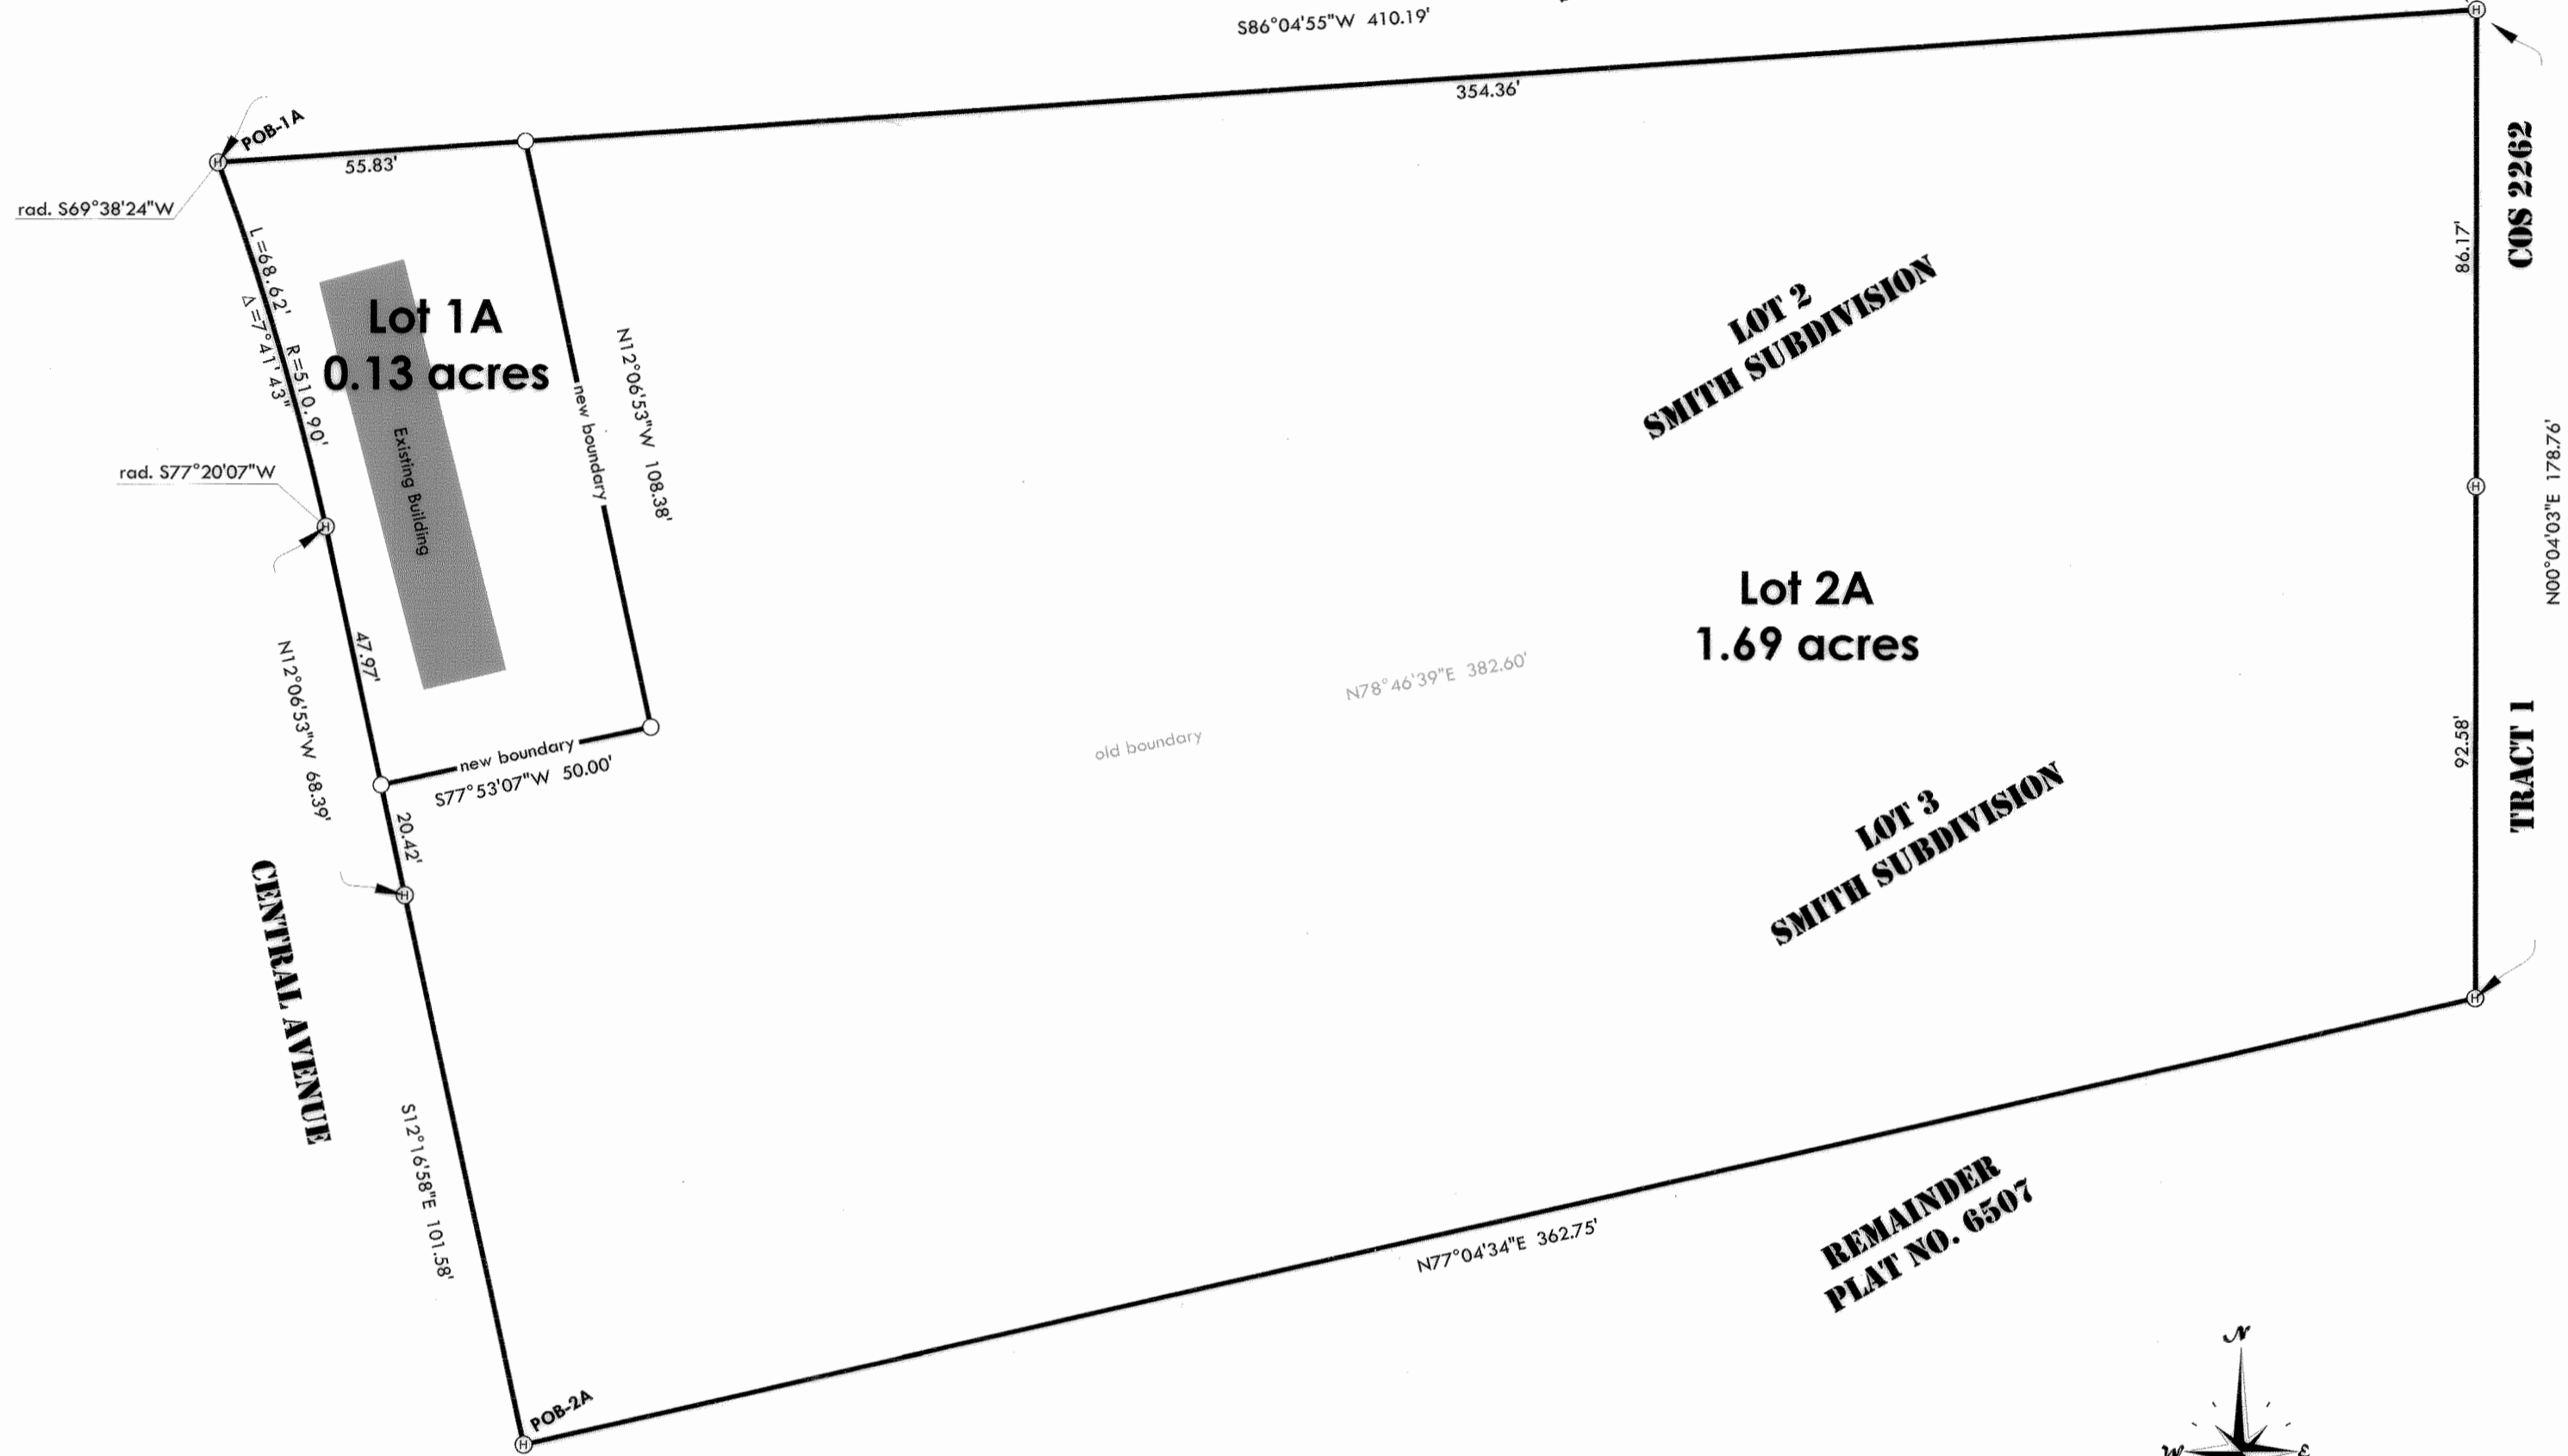 S86°04'55"W 410.19'
354.36'
POB-1A
55.83'
rad. S69°38'24"W
L=68.62' R=510.90'
Δ=7°41'43"
Lot 1A
0.13 acres
Existing Building
new boundary
N12°06'53"W 108.38'
rad. S77°20'07"W
47.97'
N12°06'53"W 68.39'
new boundary
S77°53'07"W 50.00'
20.42'
CENTRAL AVENUE
S12°16'58"E 101.58'
POB-2A
LOT 2
SMITH SUBDIVISION
Lot 2A
1.69 acres
N78°46'39"E 382.60'
old boundary
LOT 3
SMITH SUBDIVISION
86.17'
COS 2262
N00°04'03"E 178.76'
92.58'
TRACT 1
N77°04'34"E 362.75'
REMAINDER
PLAT NO. 6507
N
W
E
H
H
H
H
H
H
H